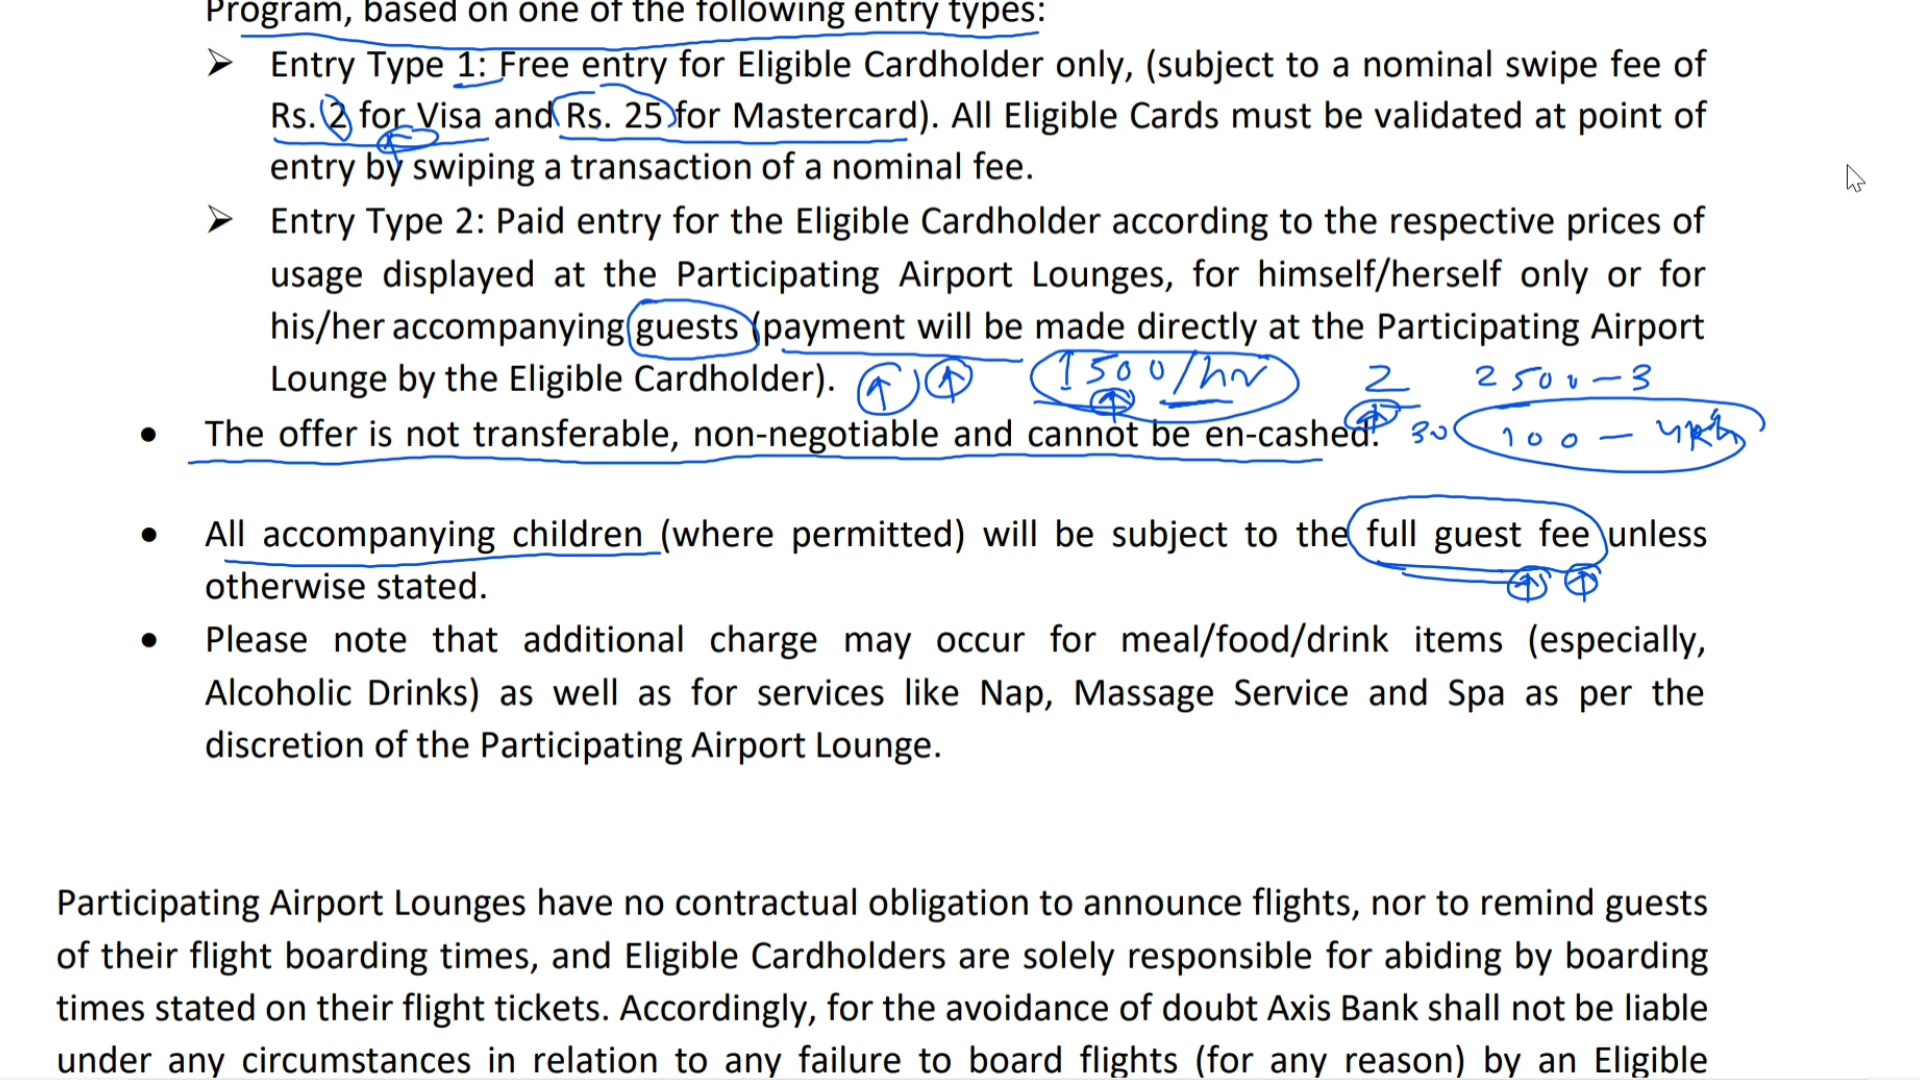 Program, based on one of the following entry types:
➢ Entry Type 1: Free entry for Eligible Cardholder only, (subject to a nominal swipe fee of
Rs. 2 for Visa and Rs. 25 for Mastercard). All Eligible Cards must be validated at point of
entry by swiping a transaction of a nominal fee.
➢ Entry Type 2: Paid entry for the Eligible Cardholder according to the respective prices of
usage displayed at the Participating Airport Lounges, for himself/herself only or for
his/her accompanying guests (payment will be made directly at the Participating Airport
Lounge by the Eligible Cardholder).
1500/hr 2 2500-3
• The offer is not transferable, non-negotiable and cannot be en-cashed.
30 100 -
• All accompanying children (where permitted) will be subject to the full guest fee unless
otherwise stated.
• Please note that additional charge may occur for meal/food/drink items (especially,
Alcoholic Drinks) as well as for services like Nap, Massage Service and Spa as per the
discretion of the Participating Airport Lounge.
Participating Airport Lounges have no contractual obligation to announce flights, nor to remind guests
of their flight boarding times, and Eligible Cardholders are solely responsible for abiding by boarding
times stated on their flight tickets. Accordingly, for the avoidance of doubt Axis Bank shall not be liable
under any circumstances in relation to any failure to board flights (for any reason) by an Eligible